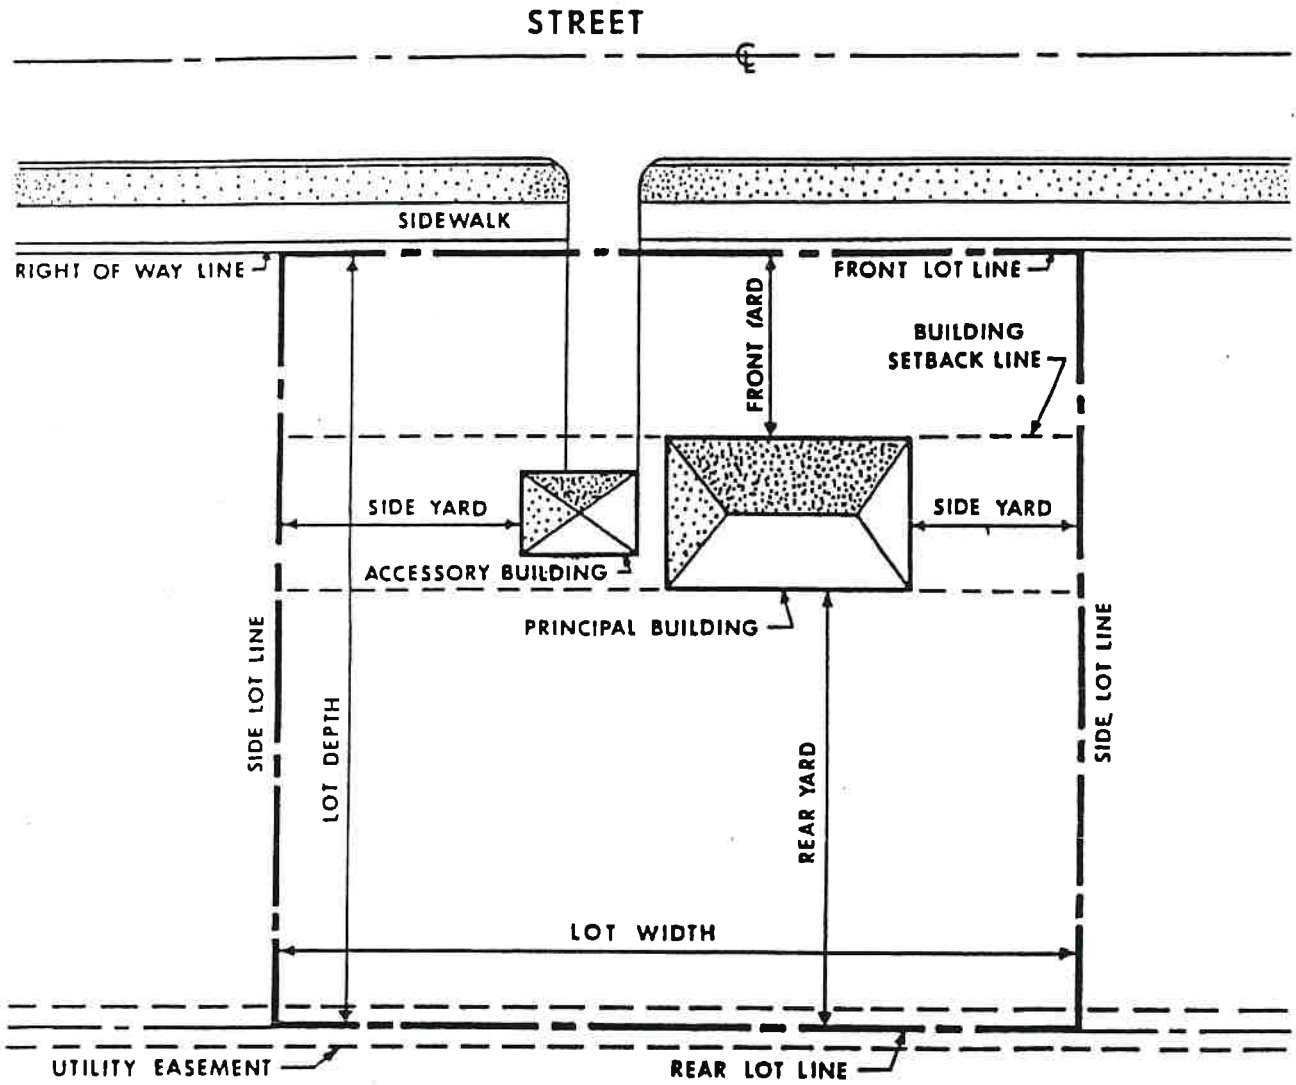 STREET
℄
SIDEWALK
RIGHT OF WAY LINE
FRONT LOT LINE
FRONT YARD
BUILDING
SETBACK LINE
SIDE YARD
SIDE YARD
ACCESSORY BUILDING
PRINCIPAL BUILDING
SIDE LOT LINE
LOT DEPTH
REAR YARD
SIDE LOT LINE
LOT WIDTH
UTILITY EASEMENT
REAR LOT LINE